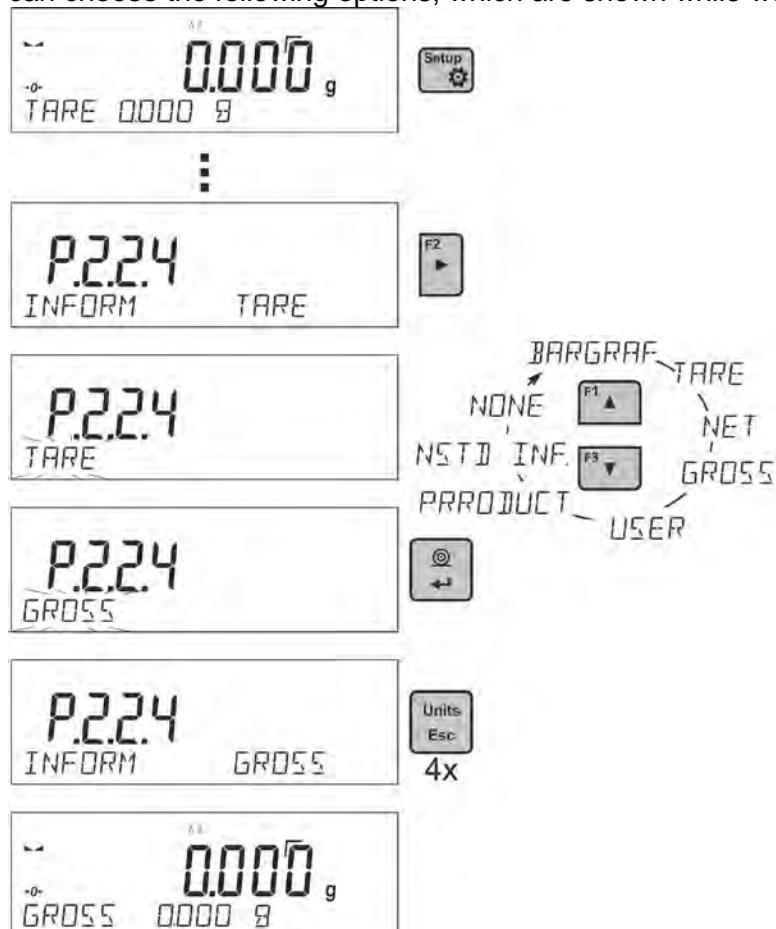 can choose the following options, which are shown while w
0.000 g
-0-
TARE 0.000 g
Setup
P.2.2.4
INFORM TARE
F2
P.2.2.4
TARE
BARGRAF
TARE
NET
GROSS
USER
PRRODUCT
NSTD INF.
NONE
F1
F3
P.2.2.4
GROSS
P.2.2.4
INFORM GROSS
Units
Esc
4x
0.000 g
-0-
GROSS 0.000 g